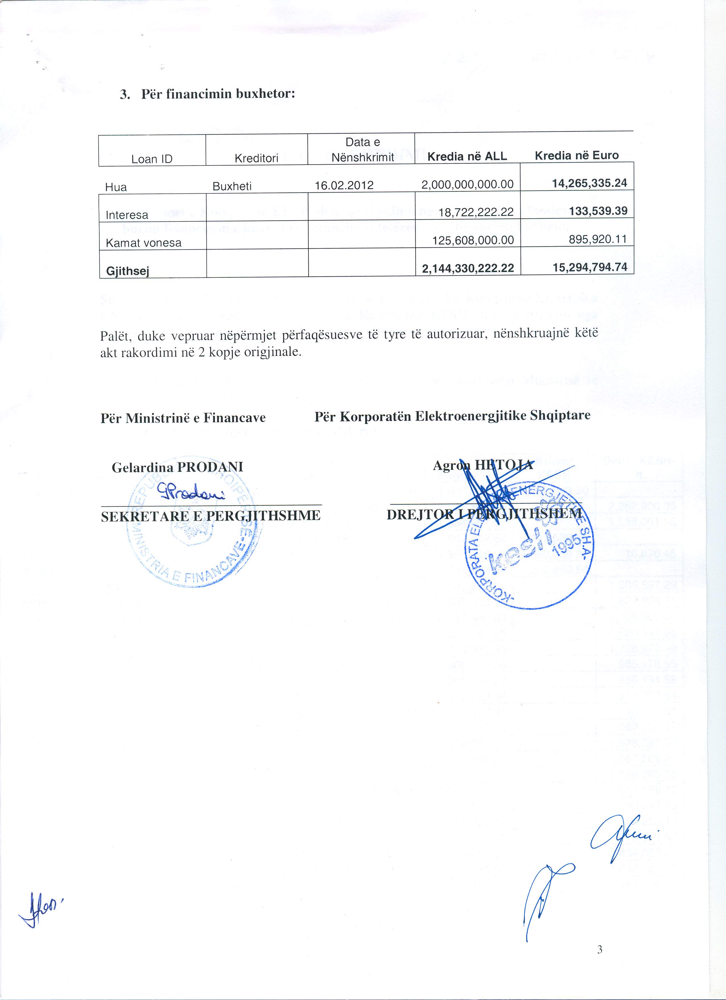 3. Për financimin buxhetor:
Loan ID Kreditori Data e Nënshkrimit Kredia në ALL Kredia në Euro
Hua Buxheti 16.02.2012 2,000,000,000.00 14,265,335.24
Interesa 18,722,222.22 133,539.39
Kamat vonesa 125,608,000.00 895,920.11
Gjithsej 2,144,330,222.22 15,294,794.74
Palët, duke vepruar nëpërmjet përfaqësuesve të tyre të autorizuar, nënshkruajnë këtë
akt rakordimi në 2 kopje origjinale.
Për Ministrinë e Financave Për Korporatën Elektroenergjitike Shqiptare
Gelardina PRODANI Agron HETOJA
GProdani
SEKRETARE E PERGJITHSHME DREJTOR I PERGJITHSHEM
REPUBLIKA E SHQIPËRISË
MINISTRIA E FINANCAVE
KORPORATA ELEKTROENERGJETIKE SH.A
kesh
1995
3